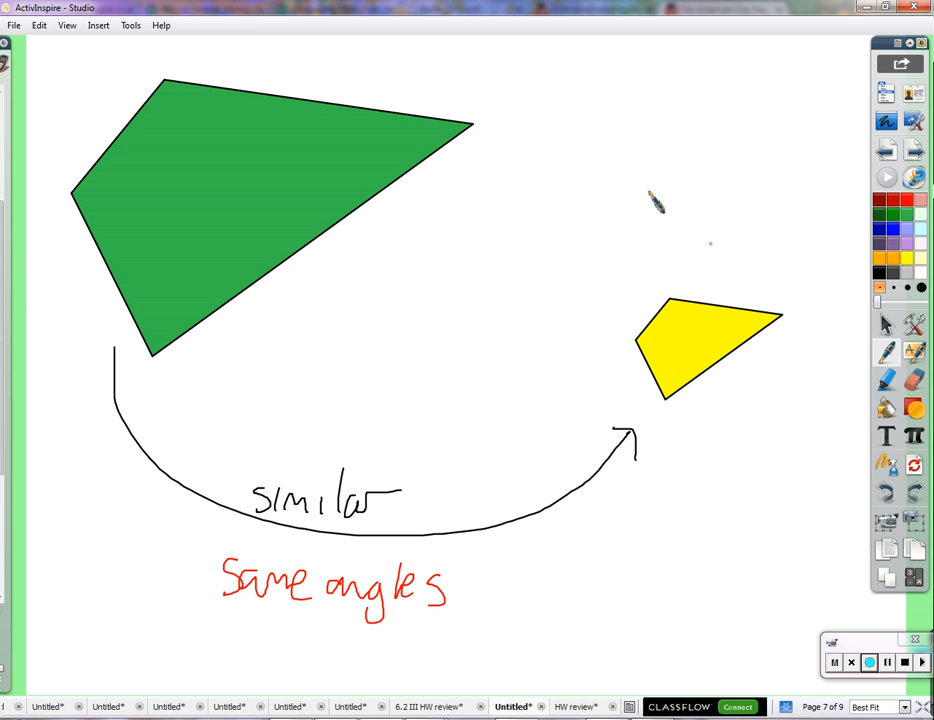 ActivInspire - Studio
File Edit View Insert Tools Help
similar
same angles
Untitled* Untitled* Untitled* Untitled* Untitled* Untitled* 6.2 III HW review* Untitled* HW review* CLASSFLOW Connect Page 7 of 9 Best Fit